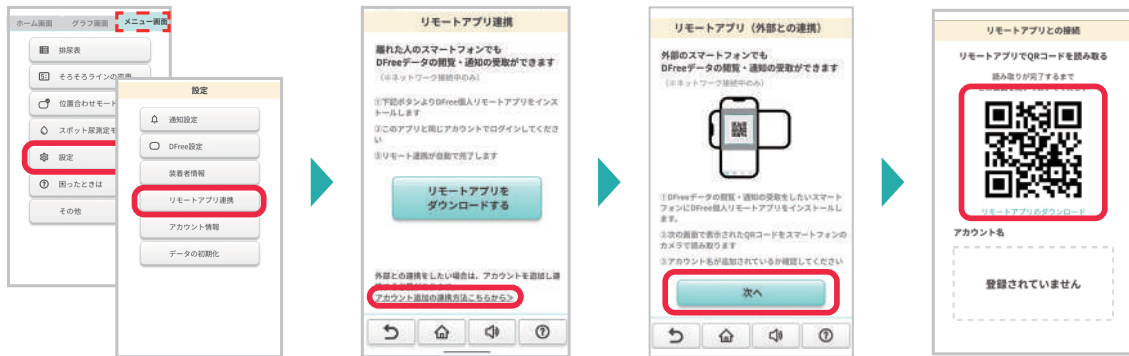 ホーム画面
グラフ画面
メニュー画面
排尿表
そろそろラインの変更
位置合わせモード
スポット尿測定モ
設定
困ったときは
その他
設定
通知設定
DFree設定
装着者情報
リモートアプリ連携
アカウント情報
データの初期化
リモートアプリ連携
離れた人のスマートフォンでも
DFreeデータの閲覧・通知の受取ができます
(※ネットワーク接続中のみ)
①下記ボタンよりDFree個人リモートアプリをインス
トールします
②このアプリと同じアカウントでログインしてくださ
い
③リモート連携が自動で完了します
リモートアプリを
ダウンロードする
外部との連携をしたい場合は、アカウントを追加し連
アカウント追加の連携方法こちらから>
リモートアプリ（外部との連携）
外部のスマートフォンでも
DFreeデータの閲覧・通知の受取ができます
(※ネットワーク接続中のみ)
①DFreeデータの閲覧・通知の受取をしたいスマート
フォンにDFree個人リモートアプリをインストールし
ます。
②次の画面で表示されたQRコードをスマートフォンの
カメラで読み取ります
③アカウント名が追加されているか確認してください
次へ
リモートアプリとの接続
リモートアプリでQRコードを読み取る
読み取りが完了するまで
リモートアプリのダウンロード
アカウント名
登録されていません